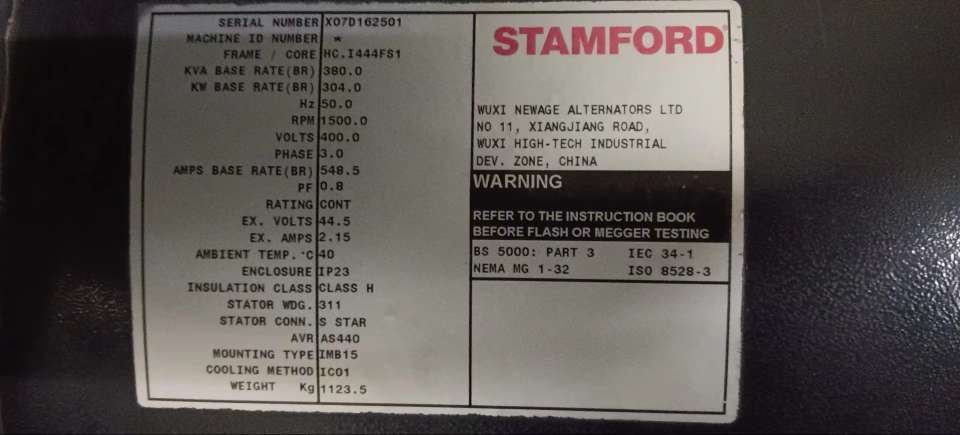 SERIAL NUMBER X07D162501
MACHINE ID NUMBER *
FRAME / CORE HC.I444FS1
KVA BASE RATE(BR) 380.0
KW BASE RATE(BR) 304.0
Hz 50.0
RPM 1500.0
VOLTS 400.0
PHASE 3.0
AMPS BASE RATE(BR) 548.5
PF 0.8
RATING CONT
EX. VOLTS 44.5
EX. AMPS 2.15
AMBIENT TEMP.°C 40
ENCLOSURE IP23
INSULATION CLASS CLASS H
STATOR WDG. 311
STATOR CONN. S STAR
AVR AS440
MOUNTING TYPE IMB15
COOLING METHOD IC01
WEIGHT Kg 1123.5
STAMFORD
WUXI NEWAGE ALTERNATORS LTD
NO 11, XIANGJIANG ROAD,
WUXI HIGH-TECH INDUSTRIAL
DEV. ZONE, CHINA
WARNING
REFER TO THE INSTRUCTION BOOK
BEFORE FLASH OR MEGGER TESTING
BS 5000: PART 3 IEC 34-1
NEMA MG 1-32 ISO 8528-3